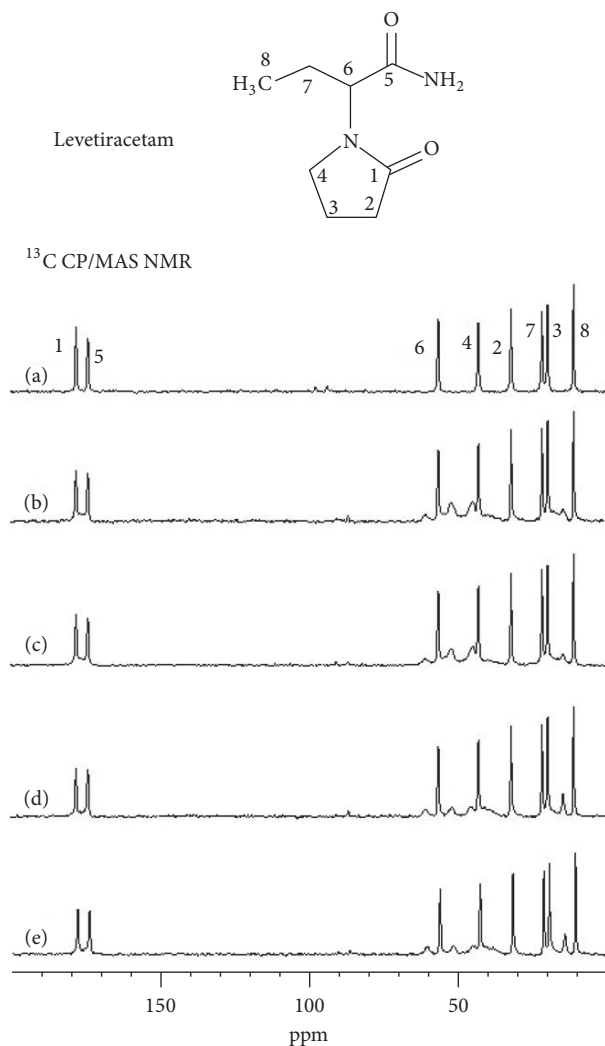 O
8
6
H₃C
7
5
NH₂
Levetiracetam
N
O
4
1
3
2
¹³C CP/MAS NMR
1
5
6
4
2
7
3
8
(a)
(b)
(c)
(d)
(e)
150 100 50
ppm